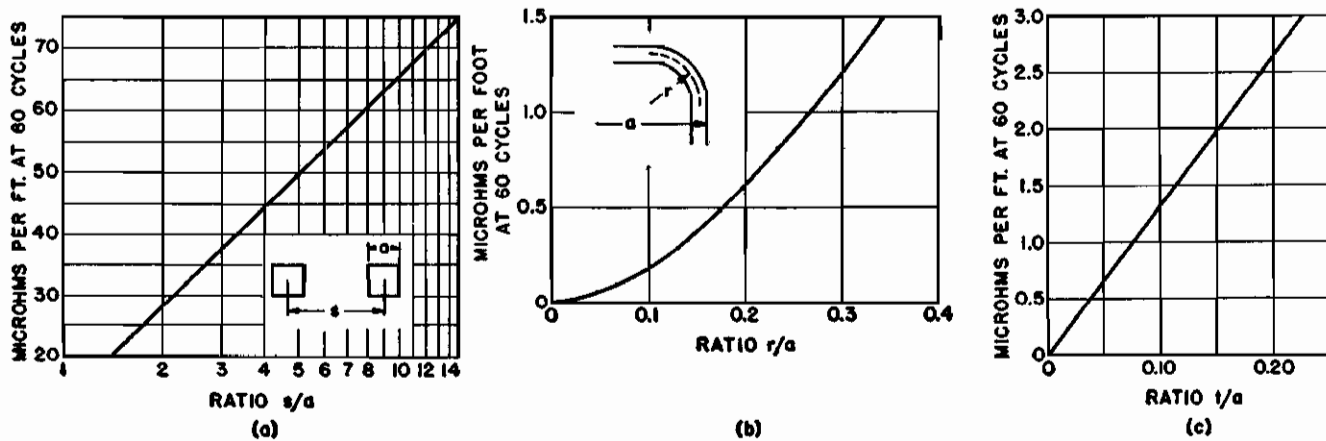 MICROHMS PER FT. AT 60 CYCLES
70
60
50
40
30
20
1 2 3 4 5 6 7 8 10 12 14
a
s
RATIO s/a
(a)
MICROHMS PER FOOT
AT 60 CYCLES
1.5
1.0
0.5
0
0 0.1 0.2 0.3 0.4
r
a
RATIO r/a
(b)
MICROHMS PER FT. AT 60 CYCLES
3.0
2.5
2.0
1.5
1.0
0.5
0
0 0.10 0.20
RATIO t/a
(c)